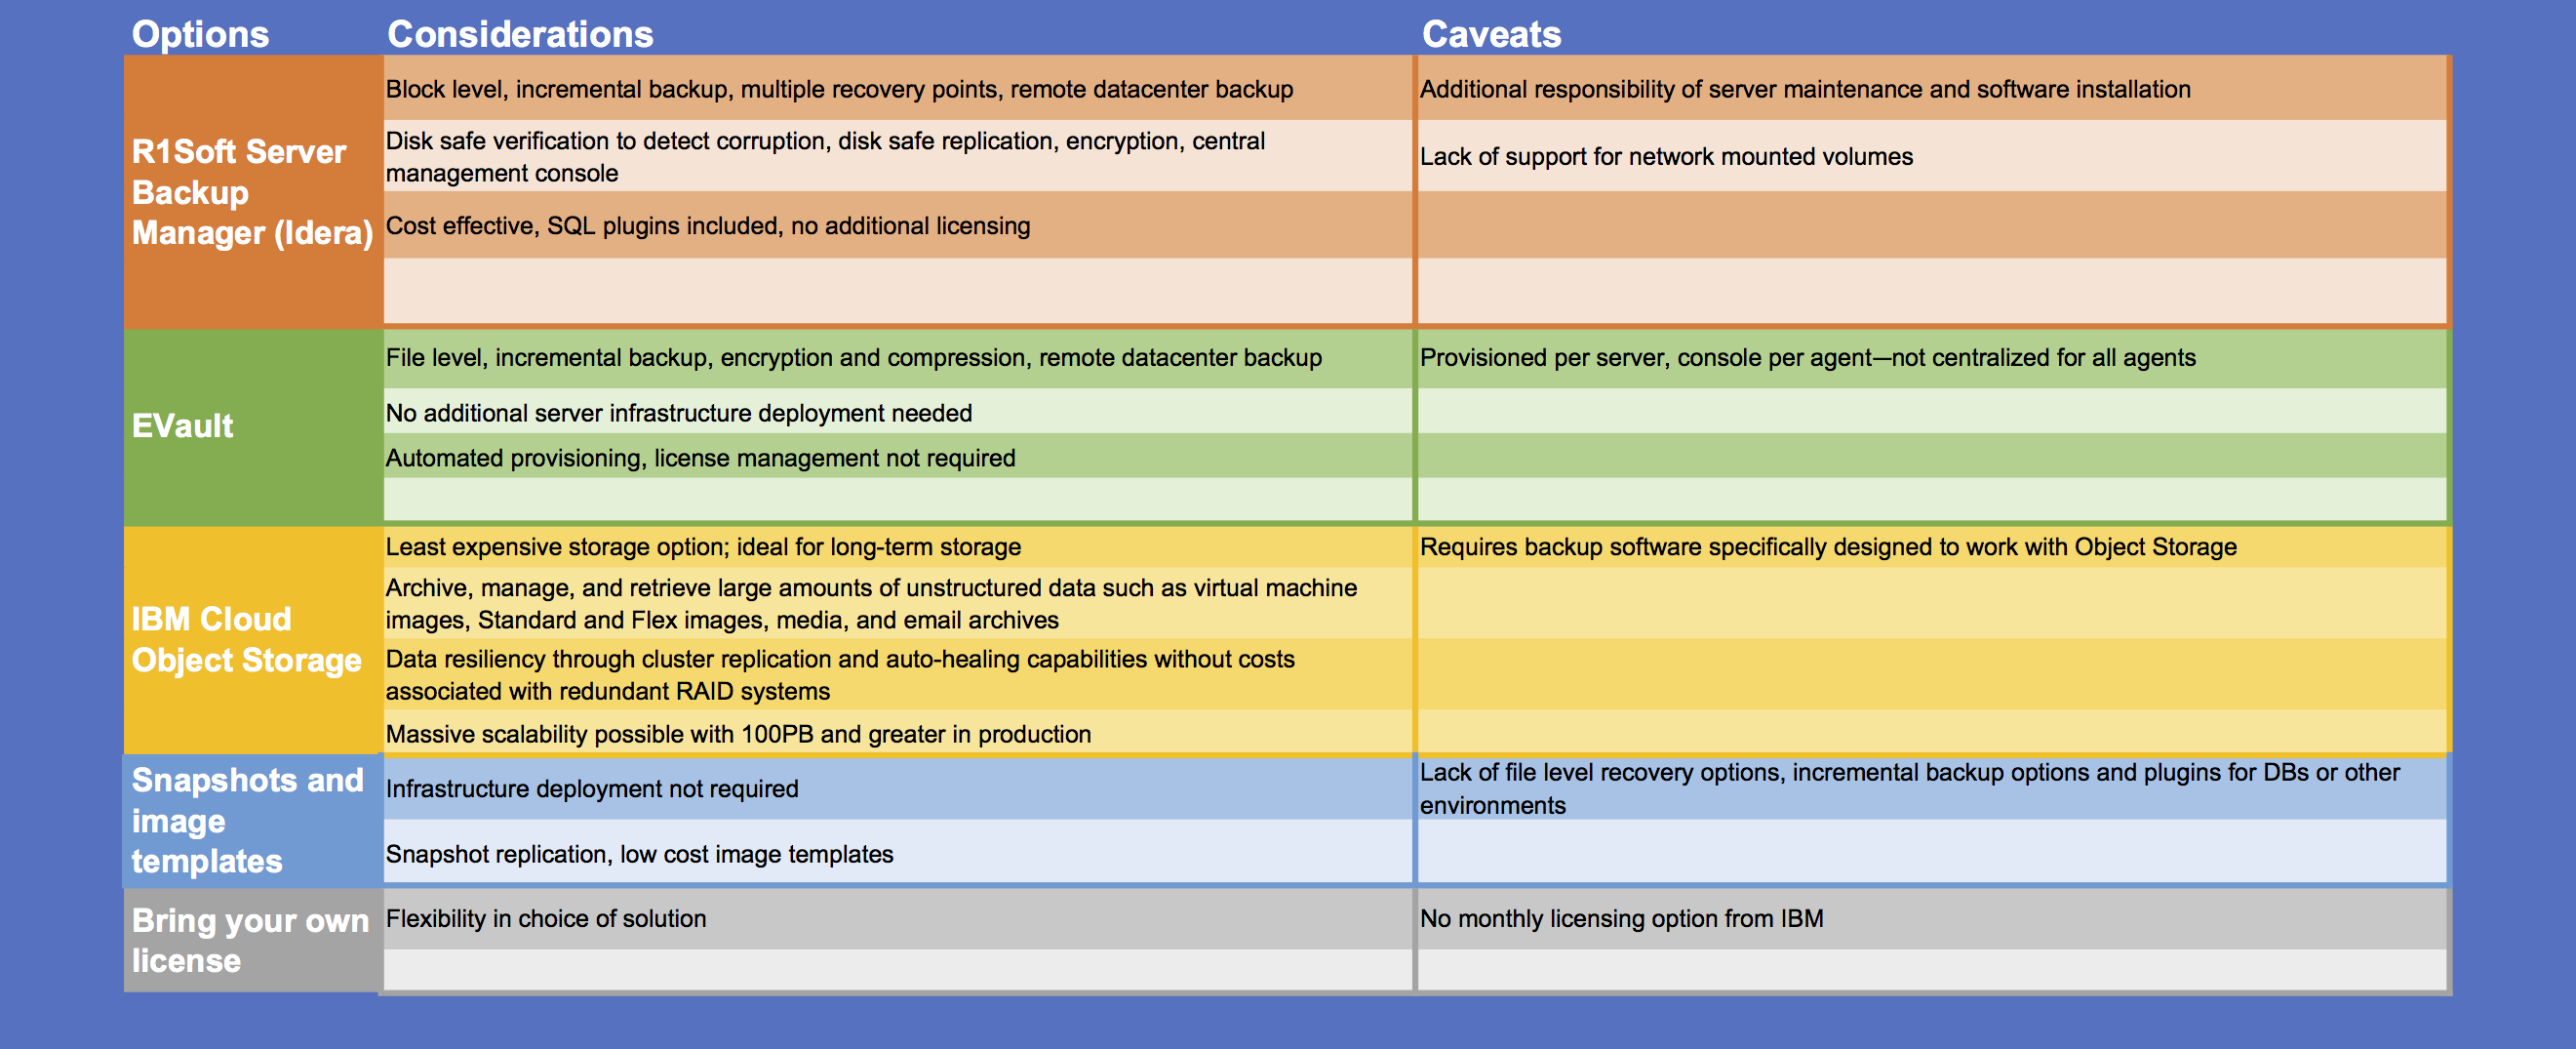 Options Considerations Caveats
R1Soft Server
Backup
Manager (Idera)
Block level, incremental backup, multiple recovery points, remote datacenter backup
Additional responsibility of server maintenance and software installation
Disk safe verification to detect corruption, disk safe replication, encryption, central
management console
Lack of support for network mounted volumes
Cost effective, SQL plugins included, no additional licensing
EVault
File level, incremental backup, encryption and compression, remote datacenter backup
Provisioned per server, console per agent—not centralized for all agents
No additional server infrastructure deployment needed
Automated provisioning, license management not required
IBM Cloud
Object Storage
Least expensive storage option; ideal for long-term storage
Requires backup software specifically designed to work with Object Storage
Archive, manage, and retrieve large amounts of unstructured data such as virtual machine
images, Standard and Flex images, media, and email archives
Data resiliency through cluster replication and auto-healing capabilities without costs
associated with redundant RAID systems
Massive scalability possible with 100PB and greater in production
Snapshots and
image
templates
Infrastructure deployment not required
Lack of file level recovery options, incremental backup options and plugins for DBs or other
environments
Snapshot replication, low cost image templates
Bring your own
license
Flexibility in choice of solution
No monthly licensing option from IBM